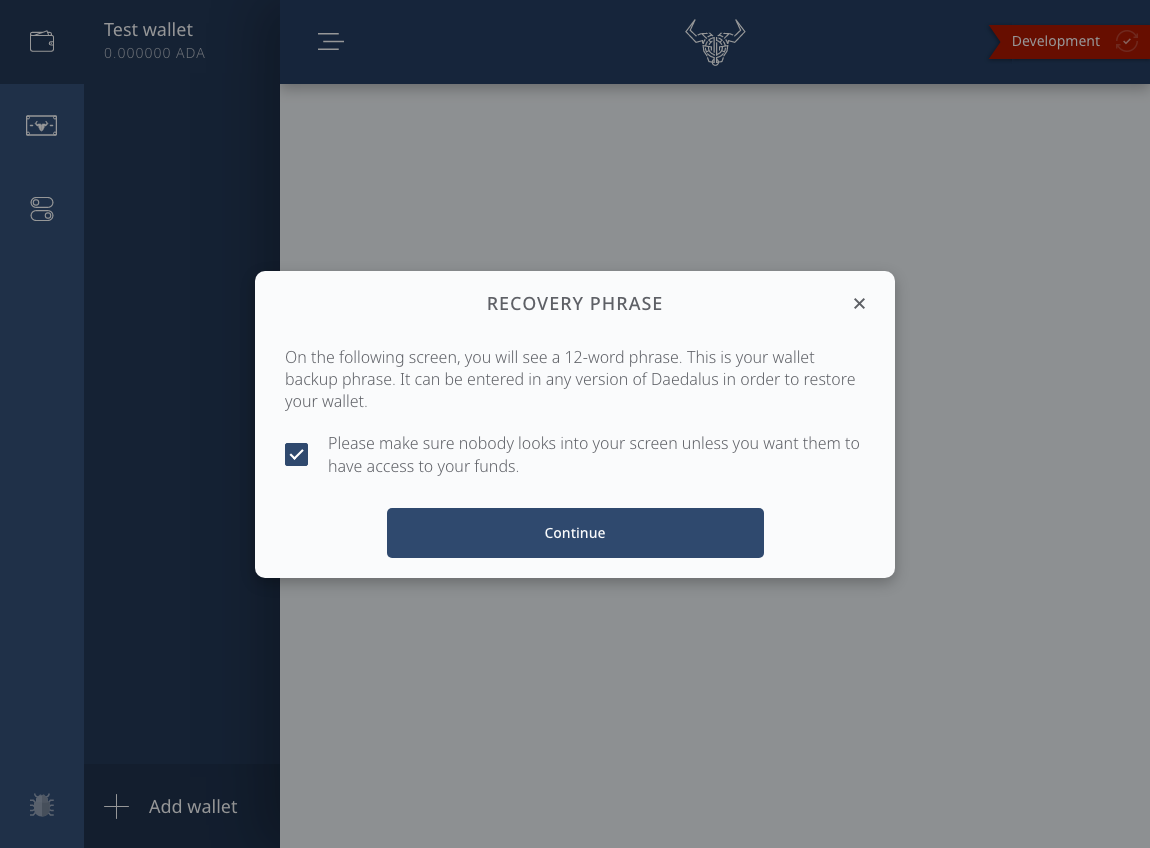 Test wallet
0.000000 ADA
Development
RECOVERY PHRASE
On the following screen, you will see a 12-word phrase. This is your wallet
backup phrase. It can be entered in any version of Daedalus in order to restore
your wallet.
Please make sure nobody looks into your screen unless you want them to
have access to your funds.
Continue
Add wallet